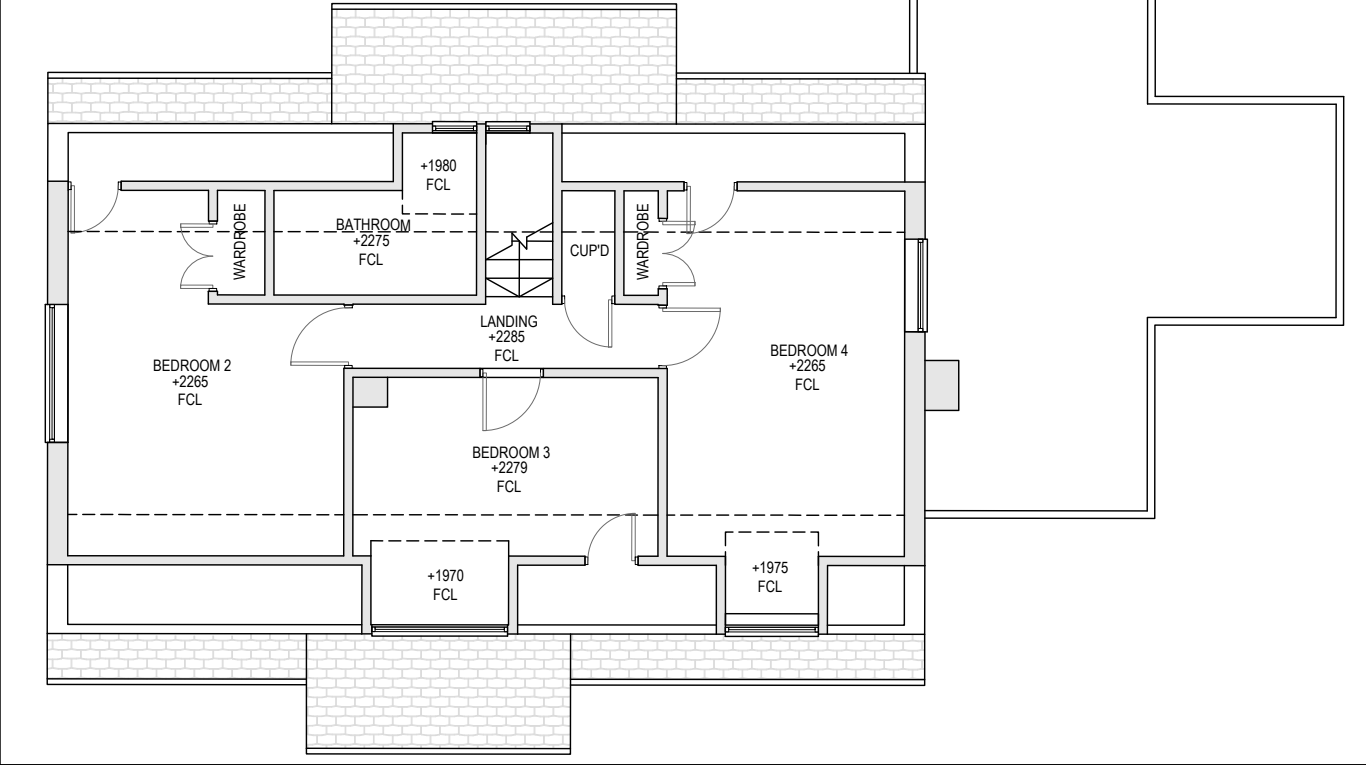 +1980
FCL
WARDROBE
BATHROOM
+2275
FCL
CUP'D
WARDROBE
LANDING
+2285
FCL
BEDROOM 2
+2265
FCL
BEDROOM 4
+2265
FCL
BEDROOM 3
+2279
FCL
+1970
FCL
+1975
FCL